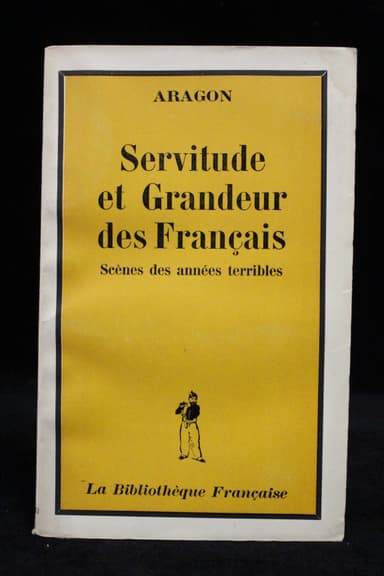 ARAGON
Servitude
et Grandeur
des Français
Scènes des années terribles
La Bibliothèque Française